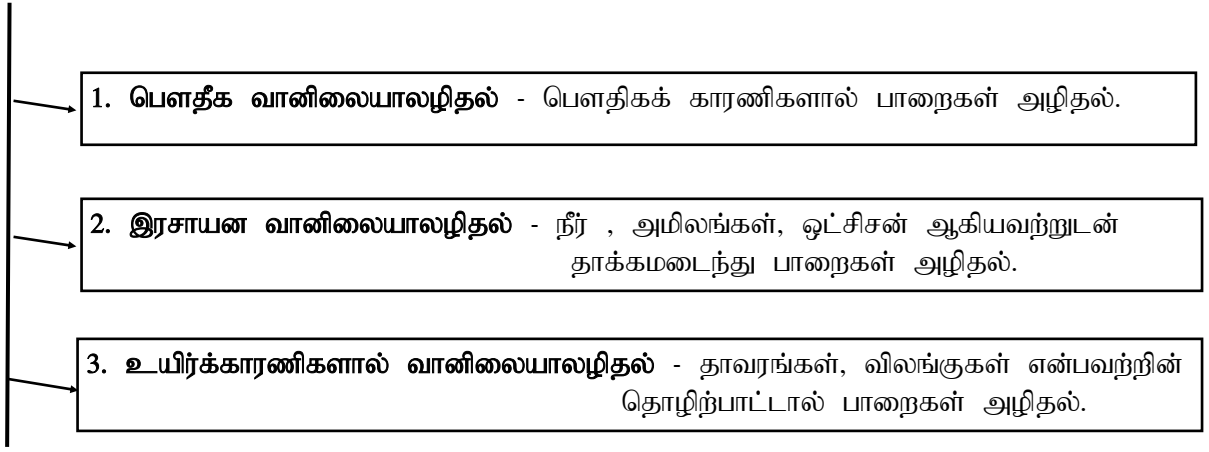 1. பௌதீக வானிலையாலழிதல் - பௌதிகக் காரணிகளால் பாறைகள் அழிதல்.
2. இரசாயன வானிலையாலழிதல் - நீர் , அமிலங்கள், ஒட்சிசன் ஆகியவற்றுடன்
தாக்கமடைந்து பாறைகள் அழிதல்.
3. உயிர்க்காரணிகளால் வானிலையாலழிதல் - தாவரங்கள், விலங்குகள் என்பவற்றின்
தொழிற்பாட்டால் பாறைகள் அழிதல்.